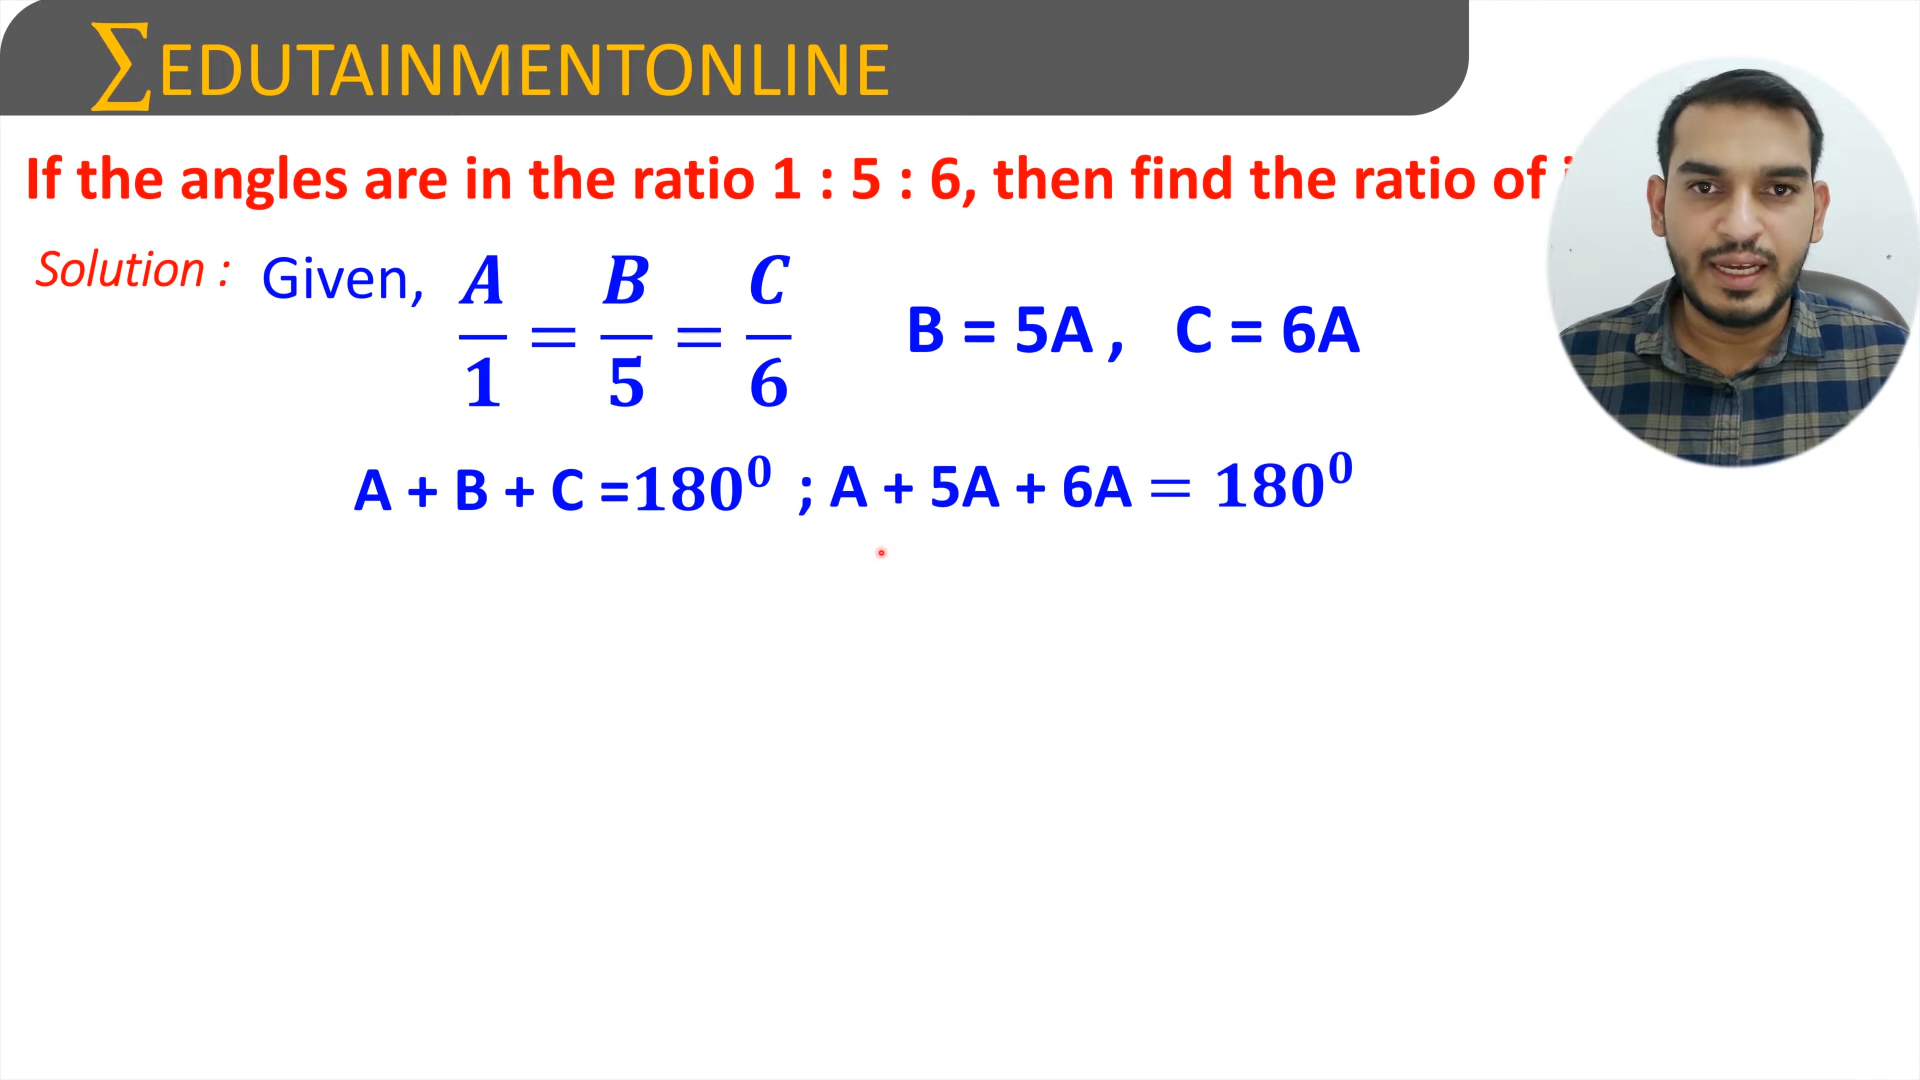 ∑EDUTAINMENTONLINE
If the angles are in the ratio 1 : 5 : 6, then find the ratio of
Solution : Given, A/1 = B/5 = C/6 B = 5A , C = 6A
A + B + C =180⁰ ; A + 5A + 6A = 180⁰